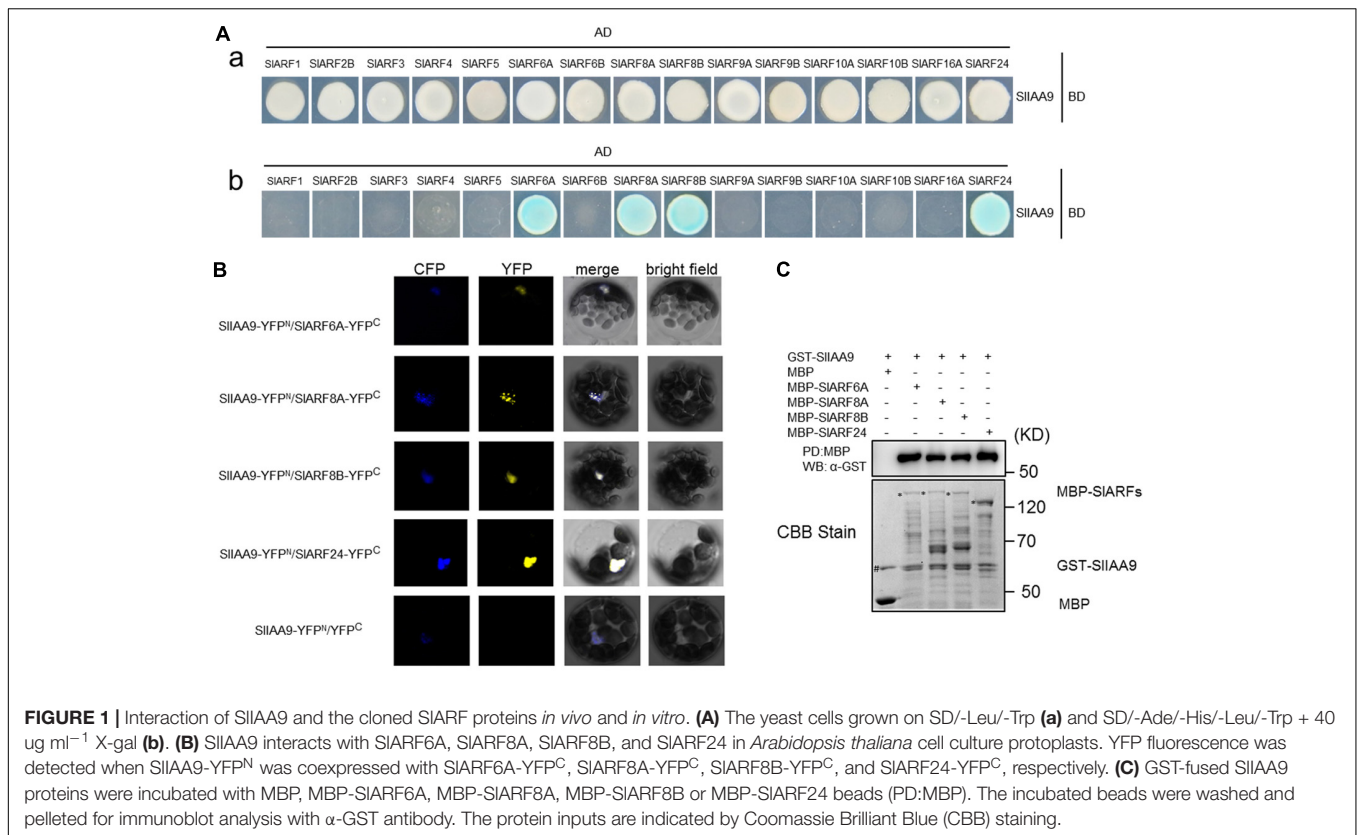 A
AD
a
SlARF1 SlARF2B SlARF3 SlARF4 SlARF5 SlARF6A SlARF6B SlARF8A SlARF8B SlARF9A SlARF9B SlARF10A SlARF10B SlARF16A SlARF24
SlIAA9 BD
AD
b
SlARF1 SlARF2B SlARF3 SlARF4 SlARF5 SlARF6A SlARF6B SlARF8A SlARF8B SlARF9A SlARF9B SlARF10A SlARF10B SlARF16A SlARF24
SlIAA9 BD
B
CFP YFP merge bright field
SlIAA9-YFPᴺ/SlARF6A-YFPᶜ
SlIAA9-YFPᴺ/SlARF8A-YFPᶜ
SlIAA9-YFPᴺ/SlARF8B-YFPᶜ
SlIAA9-YFPᴺ/SlARF24-YFPᶜ
SlIAA9-YFPᴺ/YFPᶜ
C
GST-SlIAA9 + + + + +
MBP + - - - -
MBP-SlARF6A - + - - -
MBP-SlARF8A - - + - -
MBP-SlARF8B - - - + -
MBP-SlARF24 - - - - +
(KD)
PD:MBP
WB: α-GST
50
MBP-SlARFs
120
CBB Stain
70
# GST-SlIAA9
50
MBP
FIGURE 1 | Interaction of SlIAA9 and the cloned SlARF proteins in vivo and in vitro. (A) The yeast cells grown on SD/-Leu/-Trp (a) and SD/-Ade/-His/-Leu/-Trp + 40
ug ml⁻¹ X-gal (b). (B) SlIAA9 interacts with SlARF6A, SlARF8A, SlARF8B, and SlARF24 in Arabidopsis thaliana cell culture protoplasts. YFP fluorescence was
detected when SlIAA9-YFPᴺ was coexpressed with SlARF6A-YFPᶜ, SlARF8A-YFPᶜ, SlARF8B-YFPᶜ, and SlARF24-YFPᶜ, respectively. (C) GST-fused SlIAA9
proteins were incubated with MBP, MBP-SlARF6A, MBP-SlARF8A, MBP-SlARF8B or MBP-SlARF24 beads (PD:MBP). The incubated beads were washed and
pelleted for immunoblot analysis with α-GST antibody. The protein inputs are indicated by Coomassie Brilliant Blue (CBB) staining.